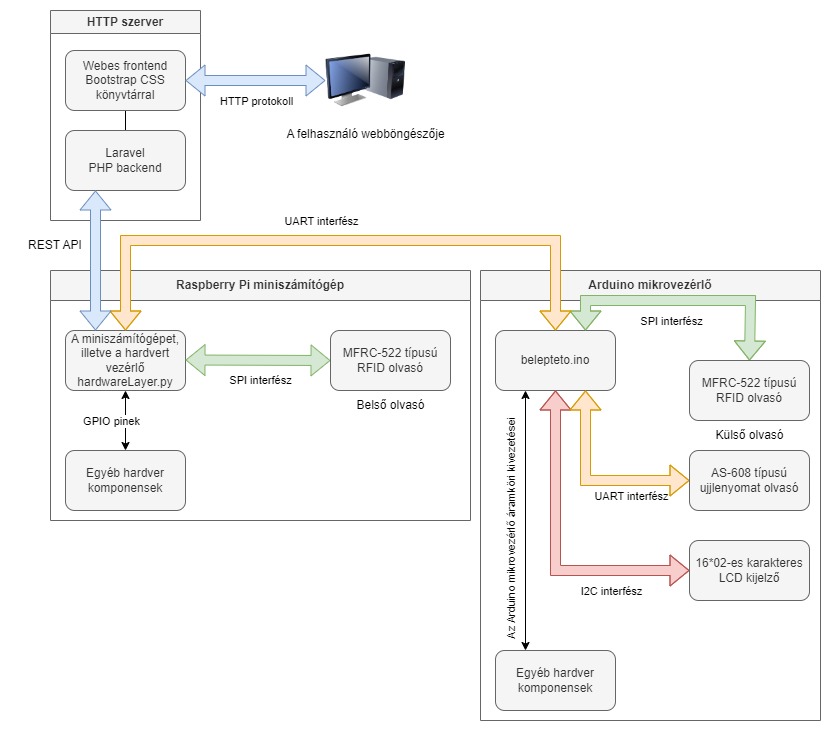 HTTP szerver
Webes frontend
Bootstrap CSS
könyvtárral
HTTP protokoll
A felhasználó webböngészője
Laravel
PHP backend
UART interfész
REST API
Raspberry Pi miniszámítógép
A miniszámítógépet,
illetve a hardvert
vezérlő
hardwareLayer.py
SPI interfész
MFRC-522 típusú
RFID olvasó
Belső olvasó
GPIO pinek
Egyéb hardver
komponensek
Arduino mikrovezérlő
SPI interfész
belepteto.ino
MFRC-522 típusú
RFID olvasó
Külső olvasó
AS-608 típusú
ujjlenyomat olvasó
UART interfész
16*02-es karakteres
LCD kijelző
I2C interfész
Az Arduino mikrovezérlő áramköri kivezetései
Egyéb hardver
komponensek